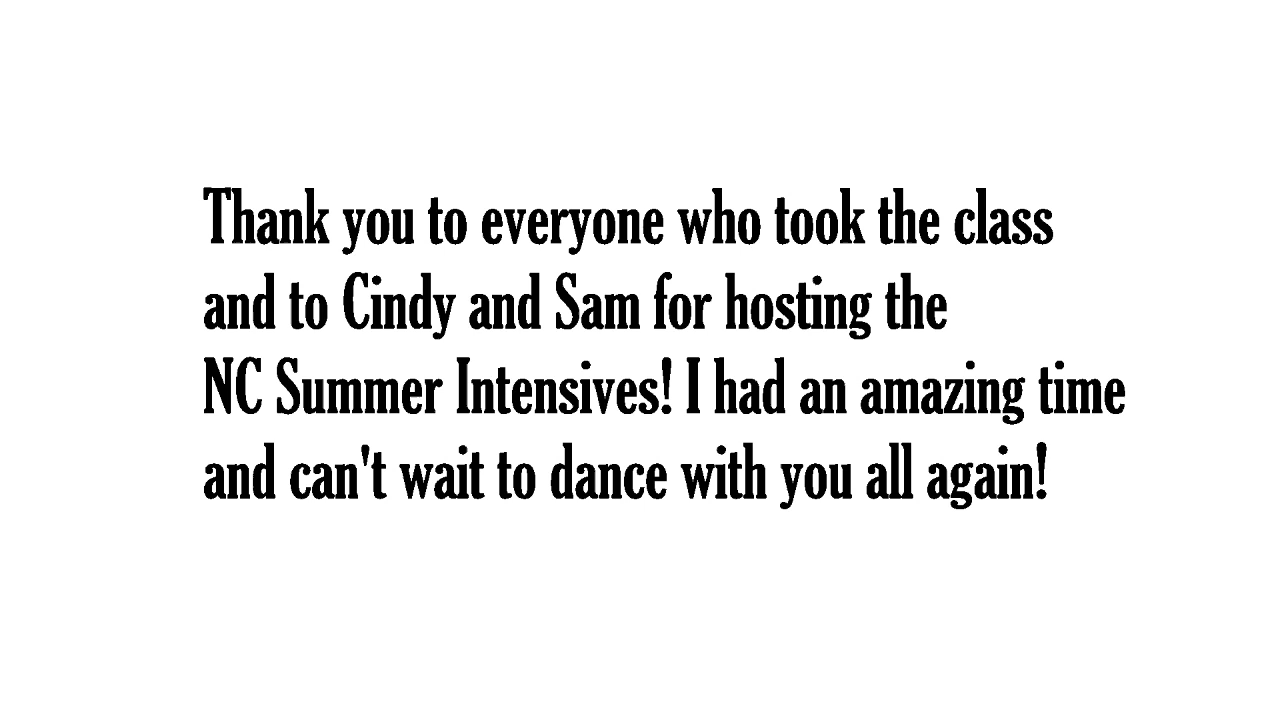 Thank you to everyone who took the class
and to Cindy and Sam for hosting the
NC Summer Intensives! I had an amazing time
and can't wait to dance with you all again!